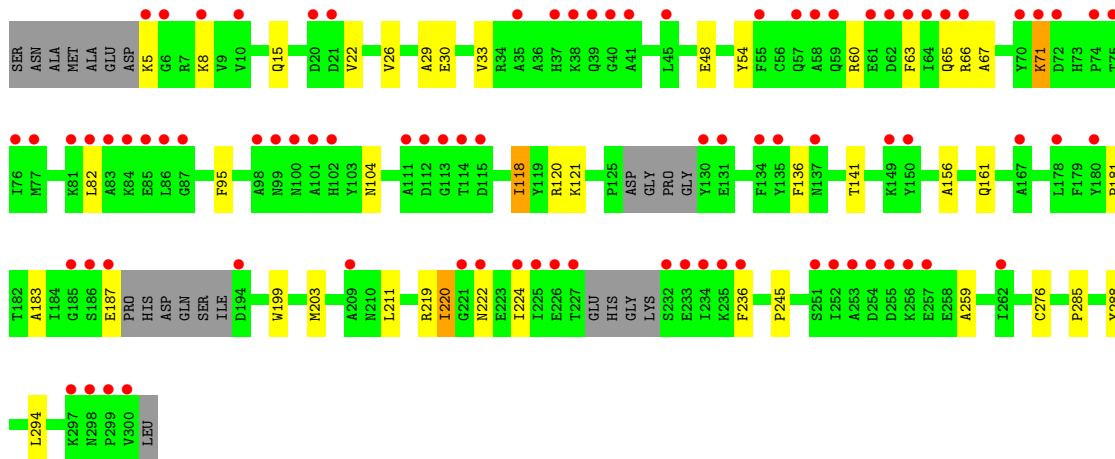 SER ASN ALA MET ALA GLU ASP K5 G6 R7 K8 V9 V10 Q15 D20 D21 V22 V26 A29 E30 V33 R34 A35 A36 H37 K38 Q39 G40 A41 L45 E48 Y54 F55 C56 Q57 A58 Q59 R60 E61 D62 F63 I64 Q65 R66 A67 Y70 K71 D72 H73 P74 T75
I76 M77 K81 L82 A83 K84 E85 L86 G87 F95 A98 N99 N100 A101 H102 Y103 N104 A111 D112 G113 T114 D115 I118 Y119 R120 K121 P125 ASP GLY PRO GLY Y130 E131 F134 Y135 F136 N137 T141 K149 Y150 A156 Q161 A167 L178 F179 Y180
T182 A183 I184 G185 S186 E187 PRO HIS ASP GLN SER ILE D194 W199 M203 A209 N210 L211 R219 I220 G221 N222 E223 I224 I225 E226 T227 GLU HIS GLY LYS S232 E233 I234 K235 F236 P245 S251 I252 A253 D254 D255 K256 E257 E258 A259 I262 C276 P285
L294 K297 N298 P299 V300 LEU